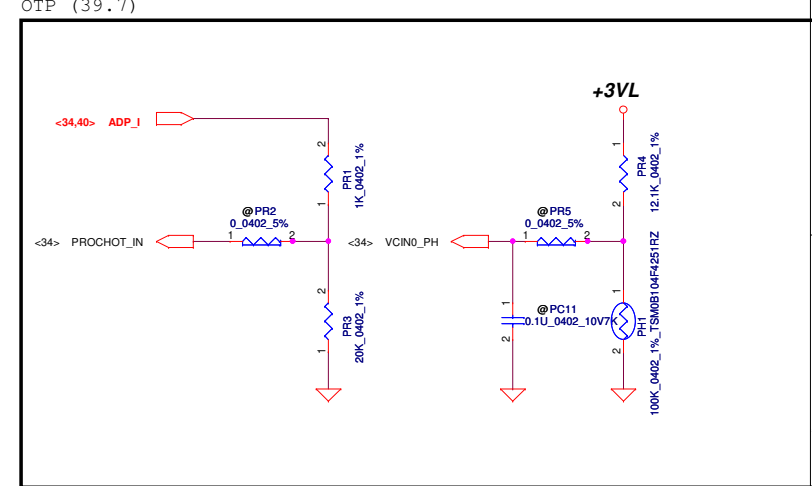 OTP (39.7)
+3VL
<34,40> ADP_I
2
PR1
1K_0402_1%
1
1
PR4
12.1K_0402_1%
2
@PR2
0_0402_5%
<34> PROCHOT_IN
1
2
@PR5
0_0402_5%
<34> VCIN0_PH
1
2
2
PR3
20K_0402_1%
1
1
@PC11
0.1U_0402_10V7K
2
1
PH1
100K_0402_1%_TSM0B104F4251RZ
2